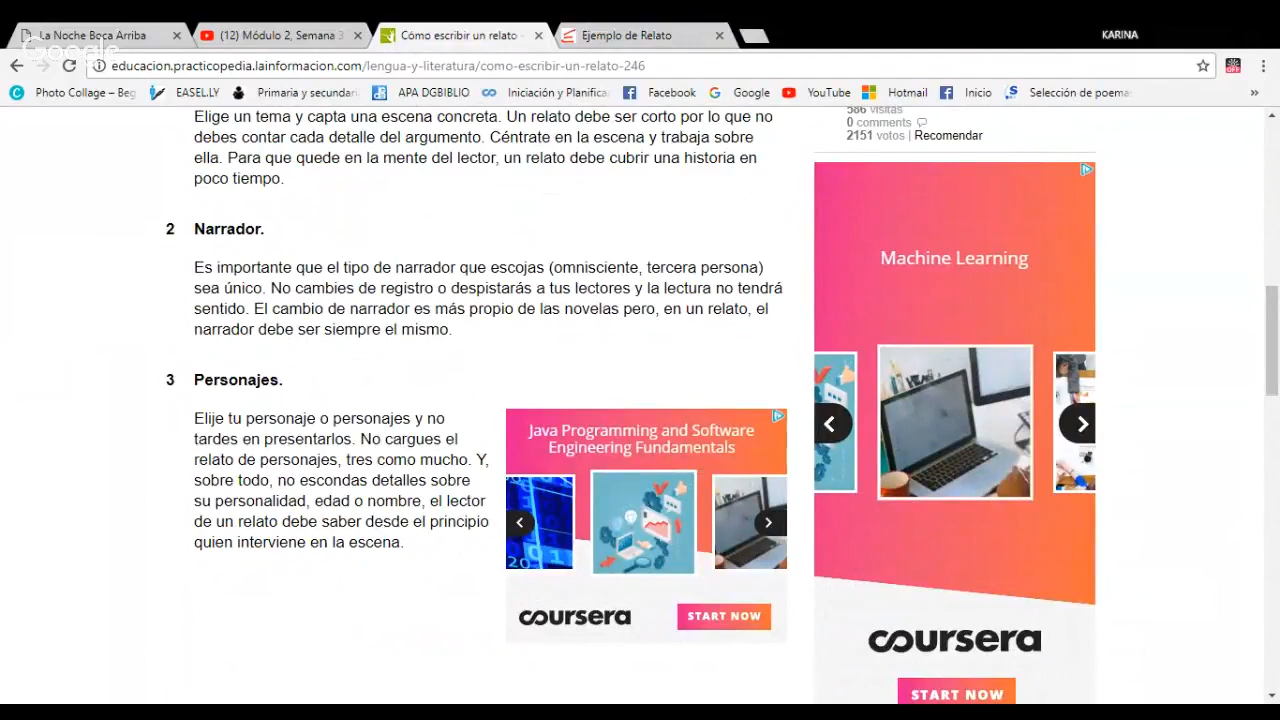 La Noche Boca Arriba
(12) Módulo 2, Semana 3
Cómo escribir un relato -
Ejemplo de Relato
KARINA
Google
educacion.practicopedia.lainformacion.com/lengua-y-literatura/como-escribir-un-relato-246
Photo Collage – Beg
EASEL.LY
Primaria y secundari
APA DGBIBLIO
Iniciación y Planifica
Facebook
Google
YouTube
Hotmail
Inicio
Selección de poemas
Elige un tema y capta una escena concreta. Un relato debe ser corto por lo que no
debes contar cada detalle del argumento. Céntrate en la escena y trabaja sobre
ella. Para que quede en la mente del lector, un relato debe cubrir una historia en
poco tiempo.
2 Narrador.
Es importante que el tipo de narrador que escojas (omnisciente, tercera persona)
sea único. No cambies de registro o despistarás a tus lectores y la lectura no tendrá
sentido. El cambio de narrador es más propio de las novelas pero, en un relato, el
narrador debe ser siempre el mismo.
3 Personajes.
Elije tu personaje o personajes y no
tardes en presentarlos. No cargues el
relato de personajes, tres como mucho. Y,
sobre todo, no escondas detalles sobre
su personalidad, edad o nombre, el lector
de un relato debe saber desde el principio
quien interviene en la escena.
Java Programming and Software
Engineering Fundamentals
coursera
START NOW
586 visitas
0 comments
2151 votos | Recomendar
Machine Learning
coursera
START NOW